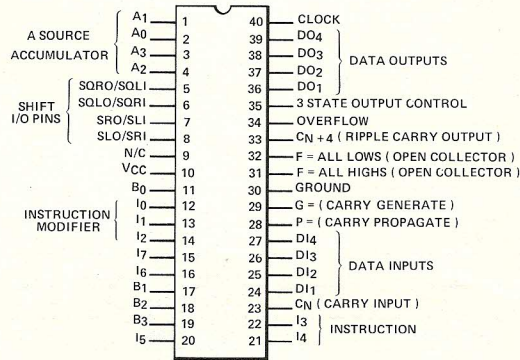 A1 1 40 CLOCK
A SOURCE ACCUMULATOR
A0 2 39 DO4
A3 3 38 DO3
A2 4 37 DO2
DATA OUTPUTS
SQRO/SQLI 5 36 DO1
SHIFT I/O PINS
SQLO/SQRI 6 35 3 STATE OUTPUT CONTROL
SRO/SLI 7 34 OVERFLOW
SLO/SRI 8 33 CN+4 ( RIPPLE CARRY OUTPUT )
N/C 9 32 F = ALL LOWS ( OPEN COLLECTOR )
VCC 10 31 F = ALL HIGHS ( OPEN COLLECTOR )
B0 11 30 GROUND
INSTRUCTION MODIFIER
I0 12 29 G = ( CARRY GENERATE )
I1 13 28 P = ( CARRY PROPAGATE )
I2 14 27 DI4
I7 15 26 DI3
DATA INPUTS
I6 16 25 DI2
B1 17 24 DI1
B2 18 23 CN ( CARRY INPUT )
B3 19 22 I3
INSTRUCTION
I5 20 21 I4